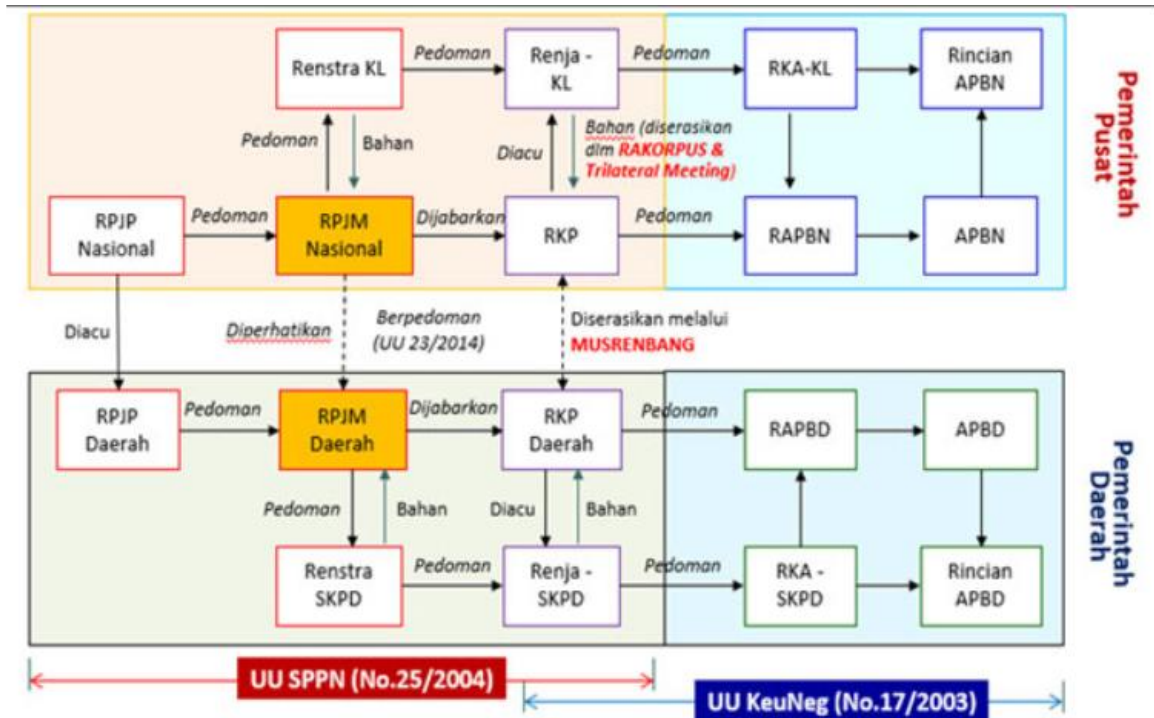 Renstra KL
Pedoman
Renja -
KL
Pedoman
RKA-KL
Rincian
APBN
Pedoman
Bahan
Diacu
Bahan (diserasikan
dlm RAKORPUS &
Trilateral Meeting)
RPJP
Nasional
Pedoman
RPJM
Nasional
Dijabarkan
RKP
Pedoman
RAPBN
APBN
Pemerintah
Pusat
Diacu
Diperhatikan
Berpedoman
(UU 23/2014)
Diserasikan melalui
MUSRENBANG
RPJP
Daerah
Pedoman
RPJM
Daerah
Dijabarkan
RKP
Daerah
Pedoman
RAPBD
APBD
Pedoman
Bahan
Diacu
Bahan
Renstra
SKPD
Pedoman
Renja -
SKPD
Pedoman
RKA -
SKPD
Rincian
APBD
Pemerintah
Daerah
UU SPPN (No.25/2004)
UU KeuNeg (No.17/2003)